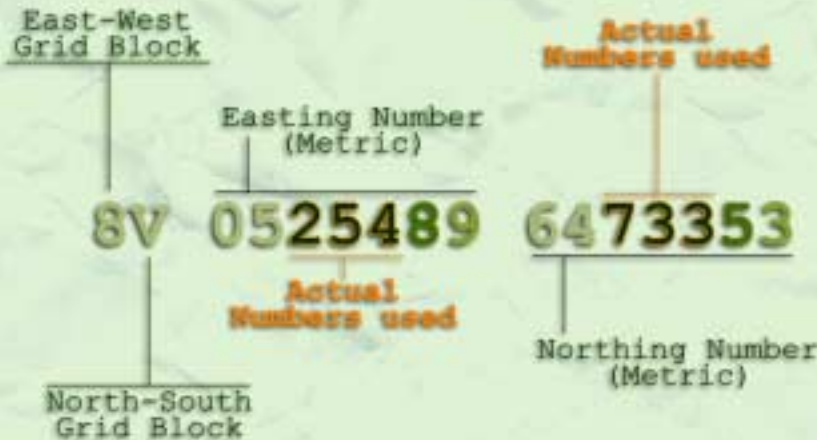 East-West
Grid Block
Actual
Numbers used
Easting Number
(Metric)
8V 0525489 6473353
Actual
Numbers used
Northing Number
(Metric)
North-South
Grid Block